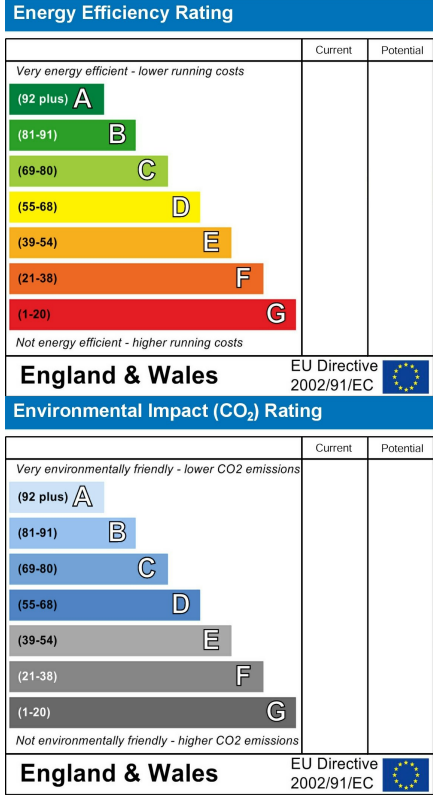 Energy Efficiency Rating
Current Potential
Very energy efficient - lower running costs
(92 plus) A
(81-91) B
(69-80) C
(55-68) D
(39-54) E
(21-38) F
(1-20) G
Not energy efficient - higher running costs
England & Wales
EU Directive
2002/91/EC
Environmental Impact (CO₂) Rating
Current Potential
Very environmentally friendly - lower CO2 emissions
(92 plus) A
(81-91) B
(69-80) C
(55-68) D
(39-54) E
(21-38) F
(1-20) G
Not environmentally friendly - higher CO2 emissions
England & Wales
EU Directive
2002/91/EC